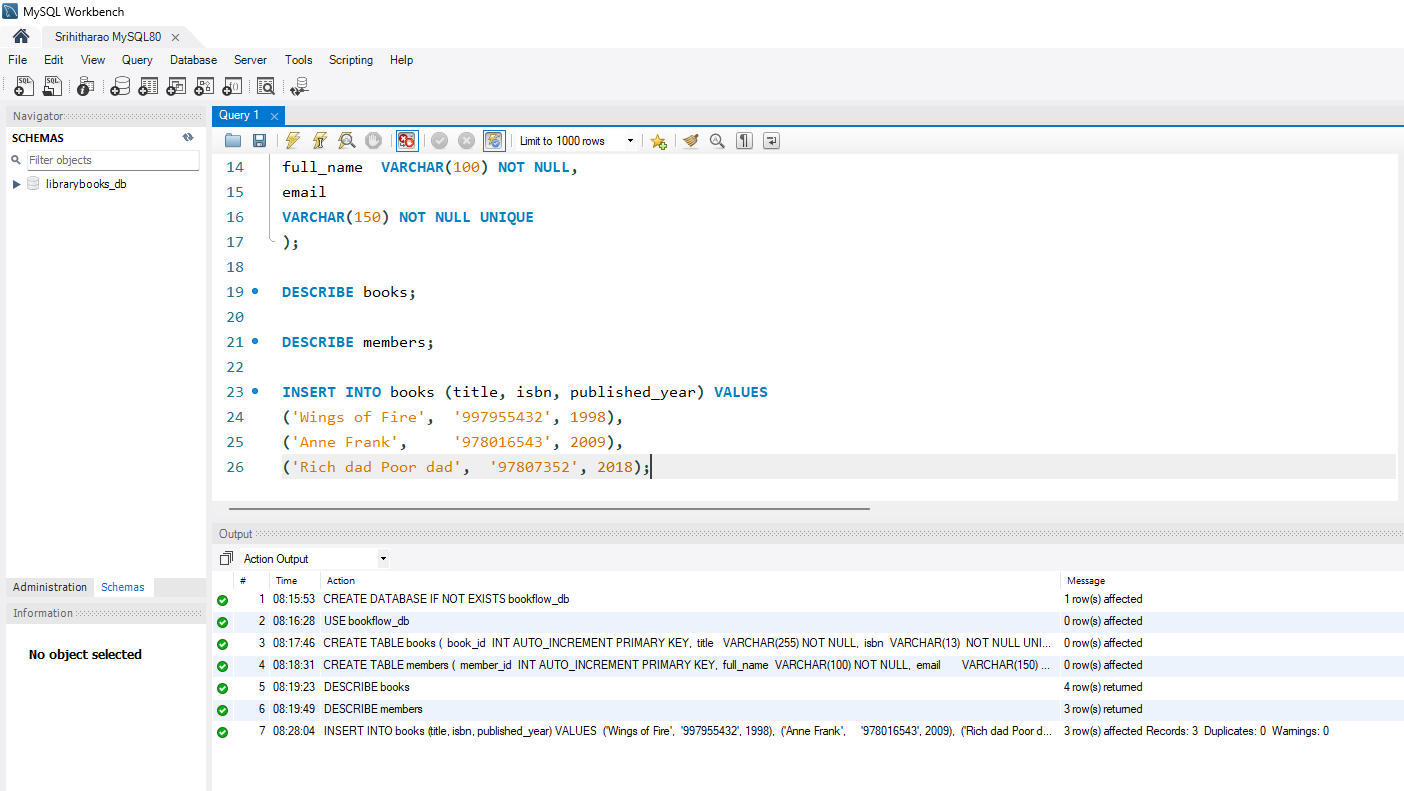 MySQL Workbench
Srihitharao MySQL80
File Edit View Query Database Server Tools Scripting Help
SQL SQL
Navigator
SCHEMAS
Filter objects
librarybooks_db
Administration Schemas
Information
No object selected
Query 1
Limit to 1000 rows
14 full_name  VARCHAR(100) NOT NULL,
15 email
16 VARCHAR(150) NOT NULL UNIQUE
17 );
18
19 DESCRIBE books;
20
21 DESCRIBE members;
22
23 INSERT INTO books (title, isbn, published_year) VALUES
24 ('Wings of Fire',  '997955432', 1998),
25 ('Anne Frank',     '978016543', 2009),
26 ('Rich dad Poor dad',  '97807352', 2018);
Output
Action Output
# Time Action Message
1 08:15:53 CREATE DATABASE IF NOT EXISTS bookflow_db 1 row(s) affected
2 08:16:28 USE bookflow_db 0 row(s) affected
3 08:17:46 CREATE TABLE books (  book_id  INT AUTO_INCREMENT PRIMARY KEY,  title   VARCHAR(255) NOT NULL,  isbn  VARCHAR(13)  NOT NULL UNI... 0 row(s) affected
4 08:18:31 CREATE TABLE members (  member_id  INT AUTO_INCREMENT PRIMARY KEY,  full_name  VARCHAR(100) NOT NULL,  email      VARCHAR(150) ... 0 row(s) affected
5 08:19:23 DESCRIBE books 4 row(s) returned
6 08:19:49 DESCRIBE members 3 row(s) returned
7 08:28:04 INSERT INTO books (title, isbn, published_year) VALUES  ('Wings of Fire',  '997955432', 1998),  ('Anne Frank',     '978016543', 2009),  ('Rich dad Poor d... 3 row(s) affected Records: 3  Duplicates: 0  Warnings: 0